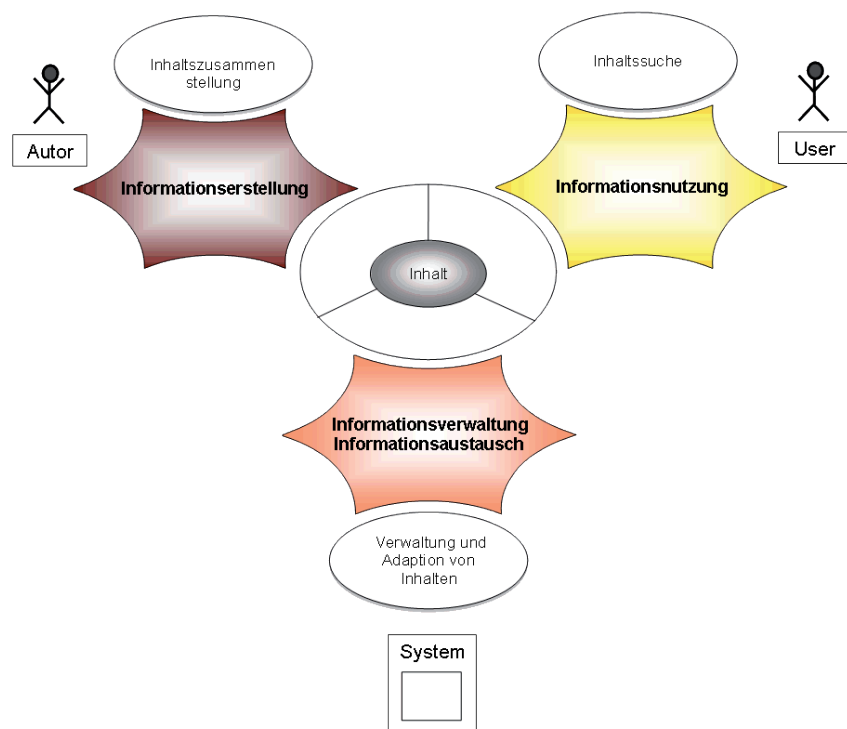 Inhaltszusammen
stellung
Inhaltssuche
Autor
User
Informationserstellung
Informationsnutzung
Inhalt
Informationsverwaltung
Informationsaustausch
Verwaltung und
Adaption von
Inhalten
System